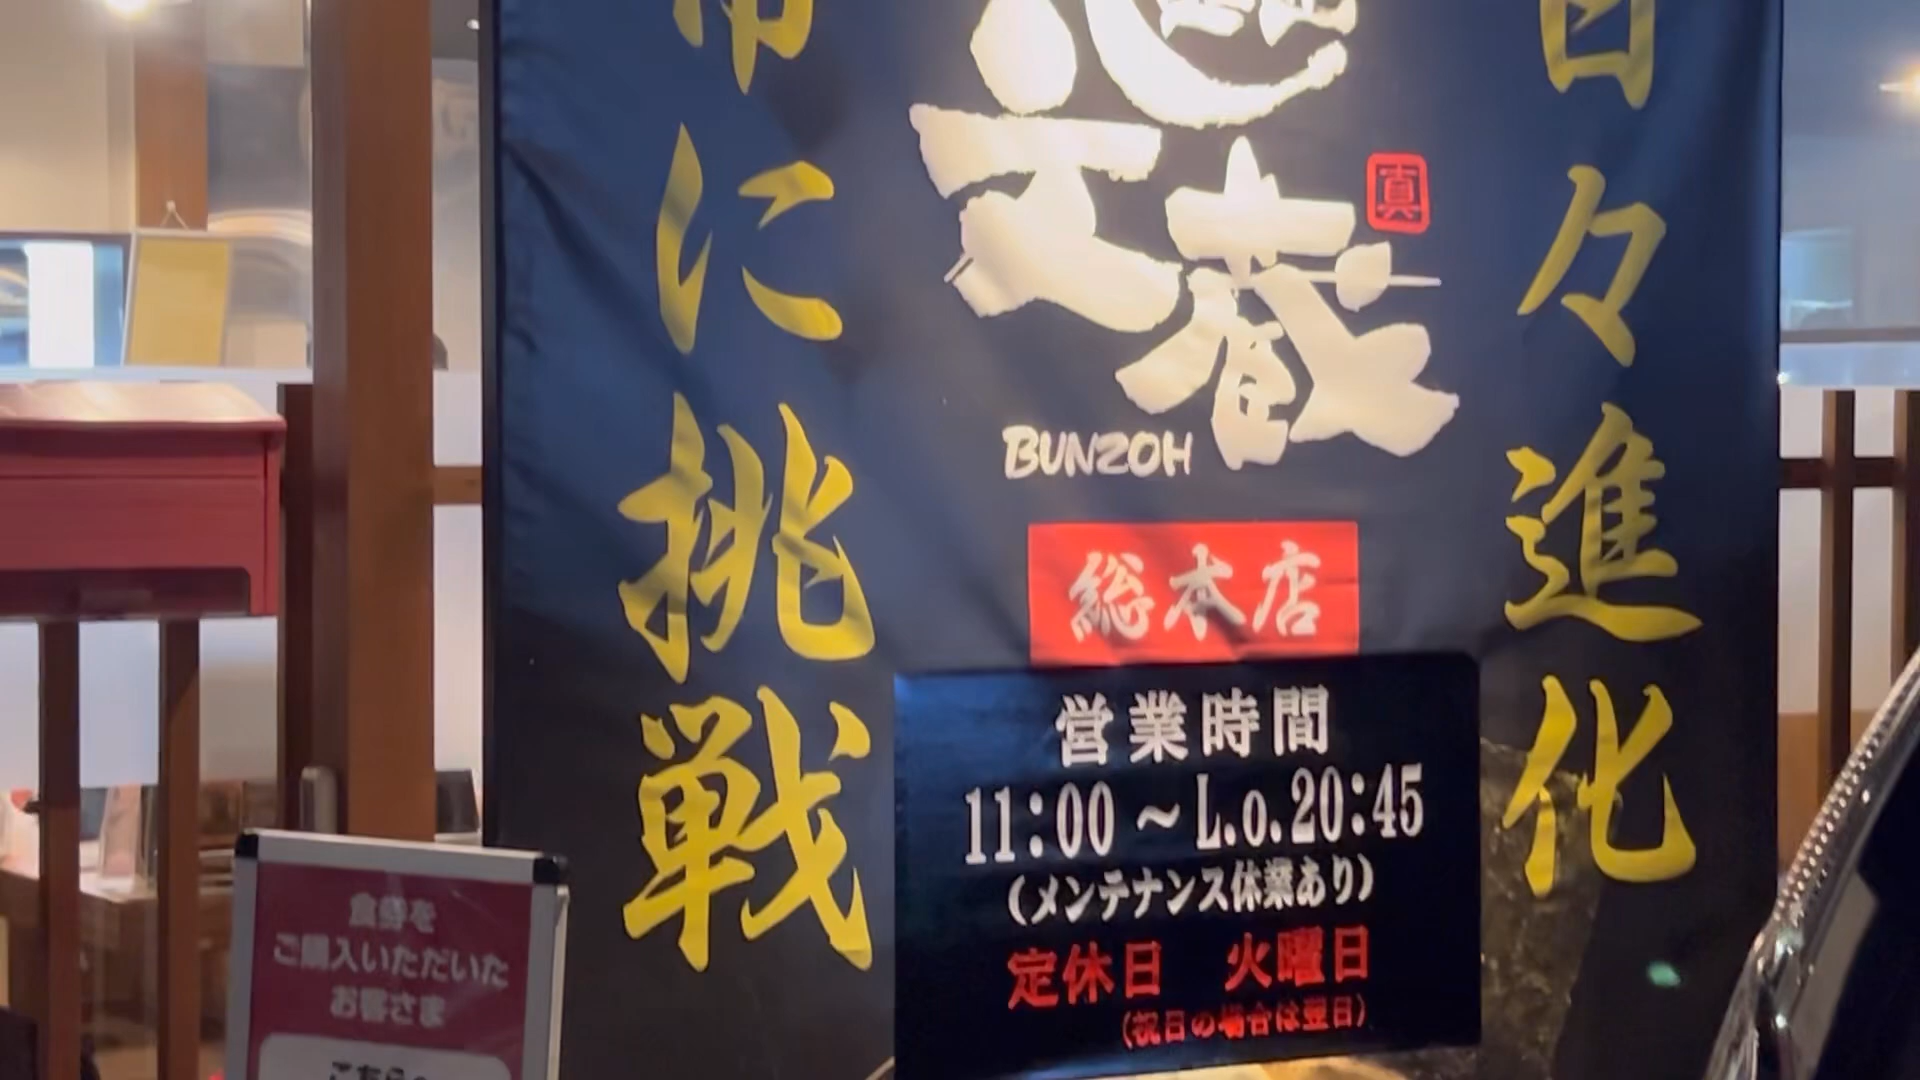 日々進化
常に挑戦
文蔵
真
BUNZOH
総本店
営業時間
11:00 ~ L.o.20:45
(メンテナンス休業あり)
定休日 火曜日
(祝日の場合は翌日)
食券を
ご購入いただいた
お客さま